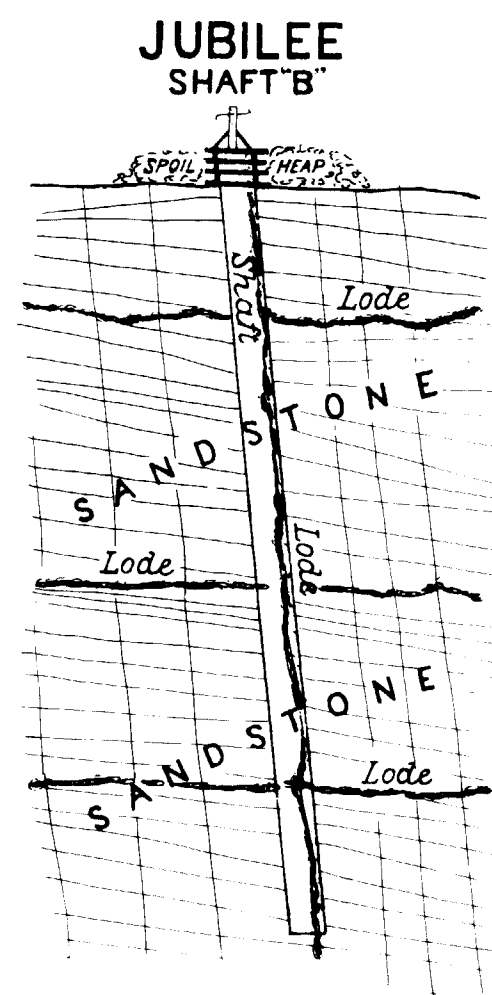 JUBILEE
SHAFT "B"
SPOIL HEAP
Shaft
Lode
SANDSTONE
Lode
Lode
SANDSTONE
Lode